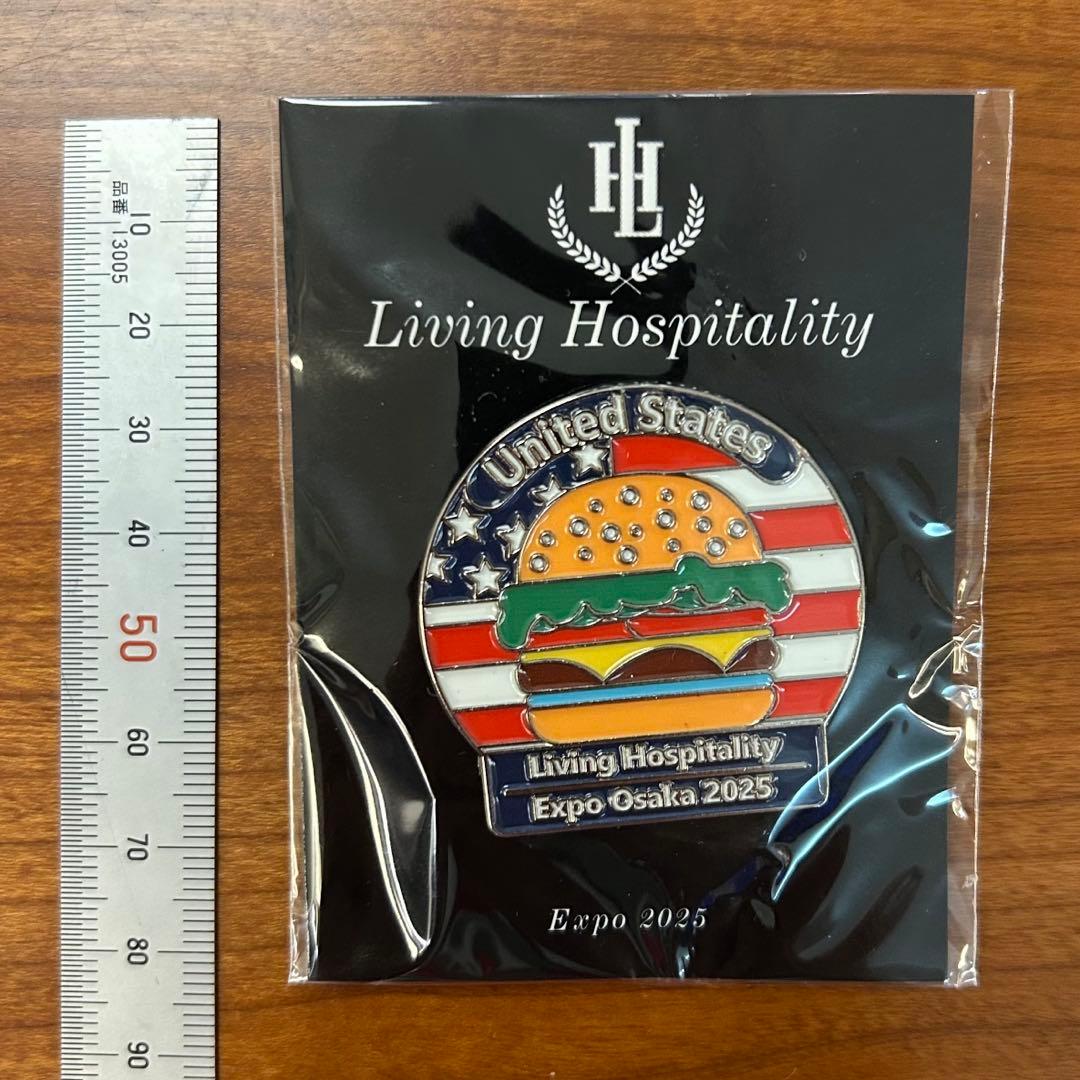 品番 13005
10
20
30
40
50
60
70
80
90
LH
Living Hospitality
United States
Living Hospitality
Expo Osaka 2025
Expo 2025